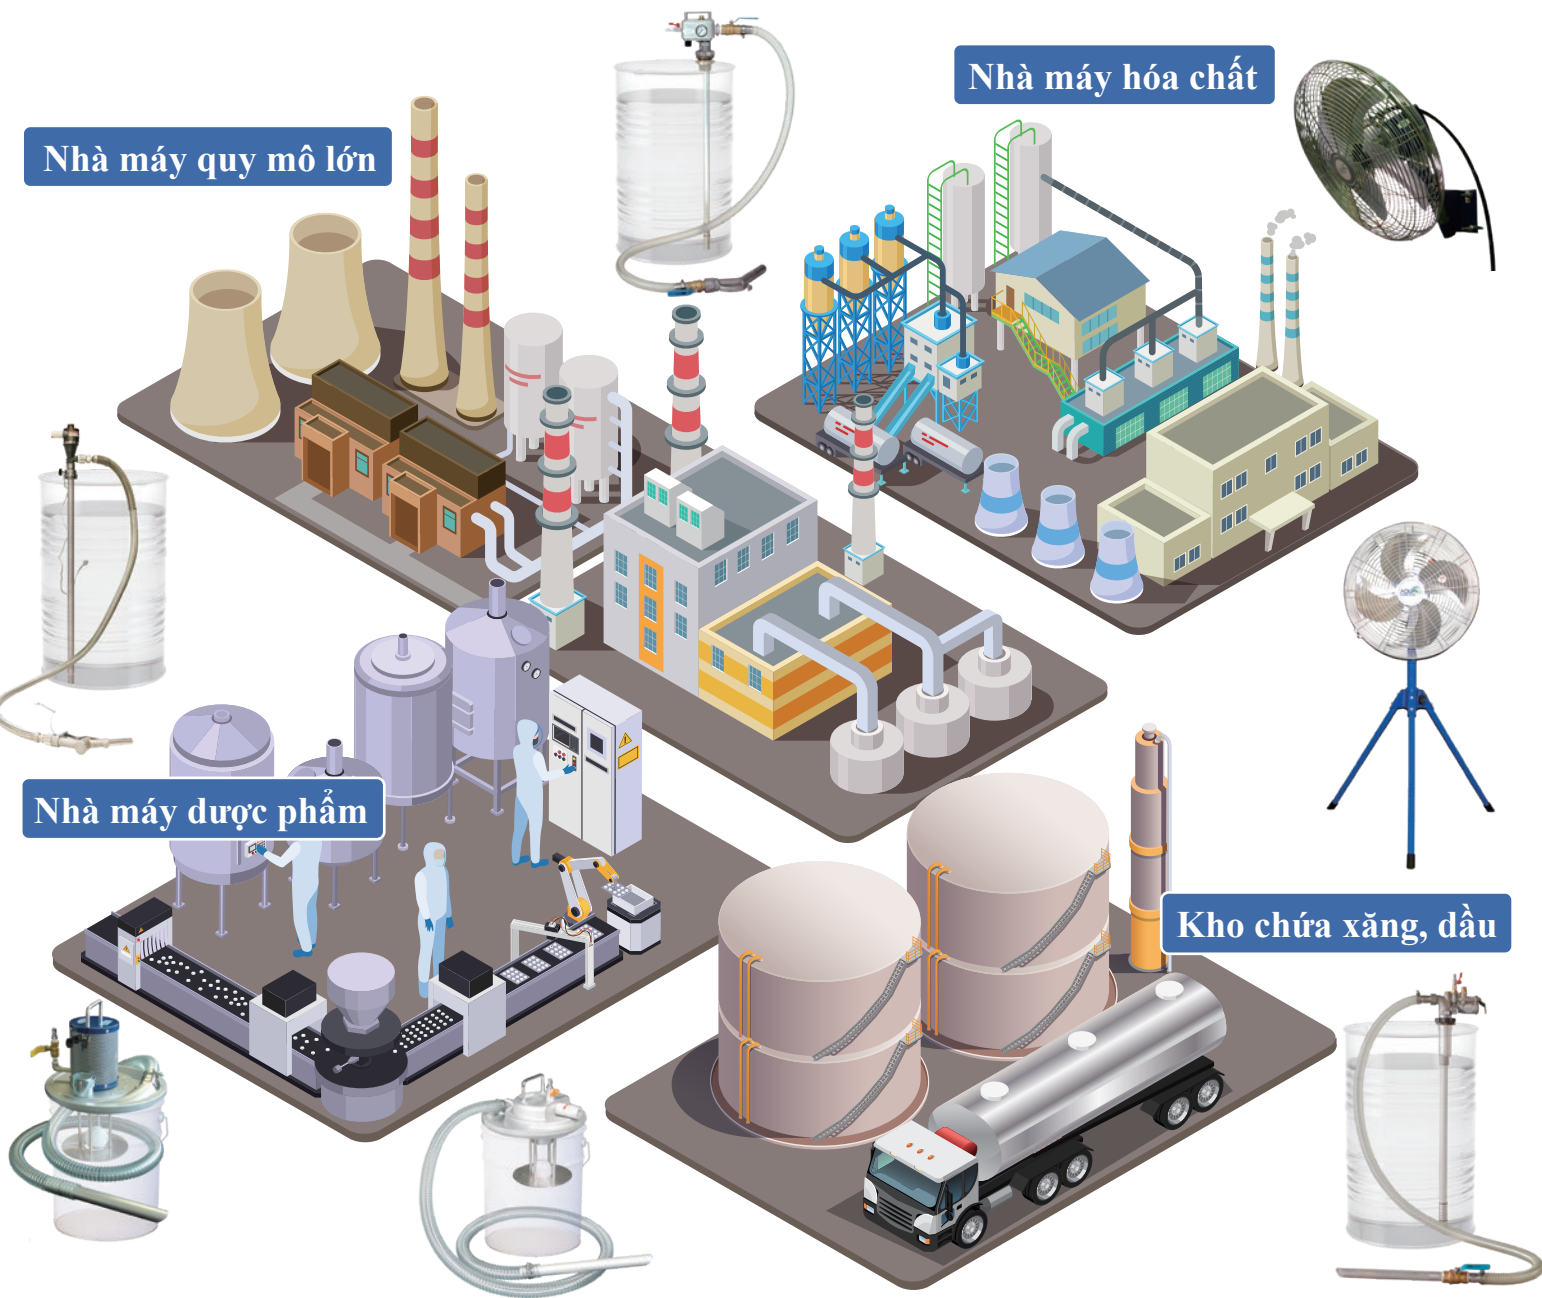 Nhà máy hóa chất
Nhà máy quy mô lớn
Nhà máy dược phẩm
Kho chứa xăng, dầu